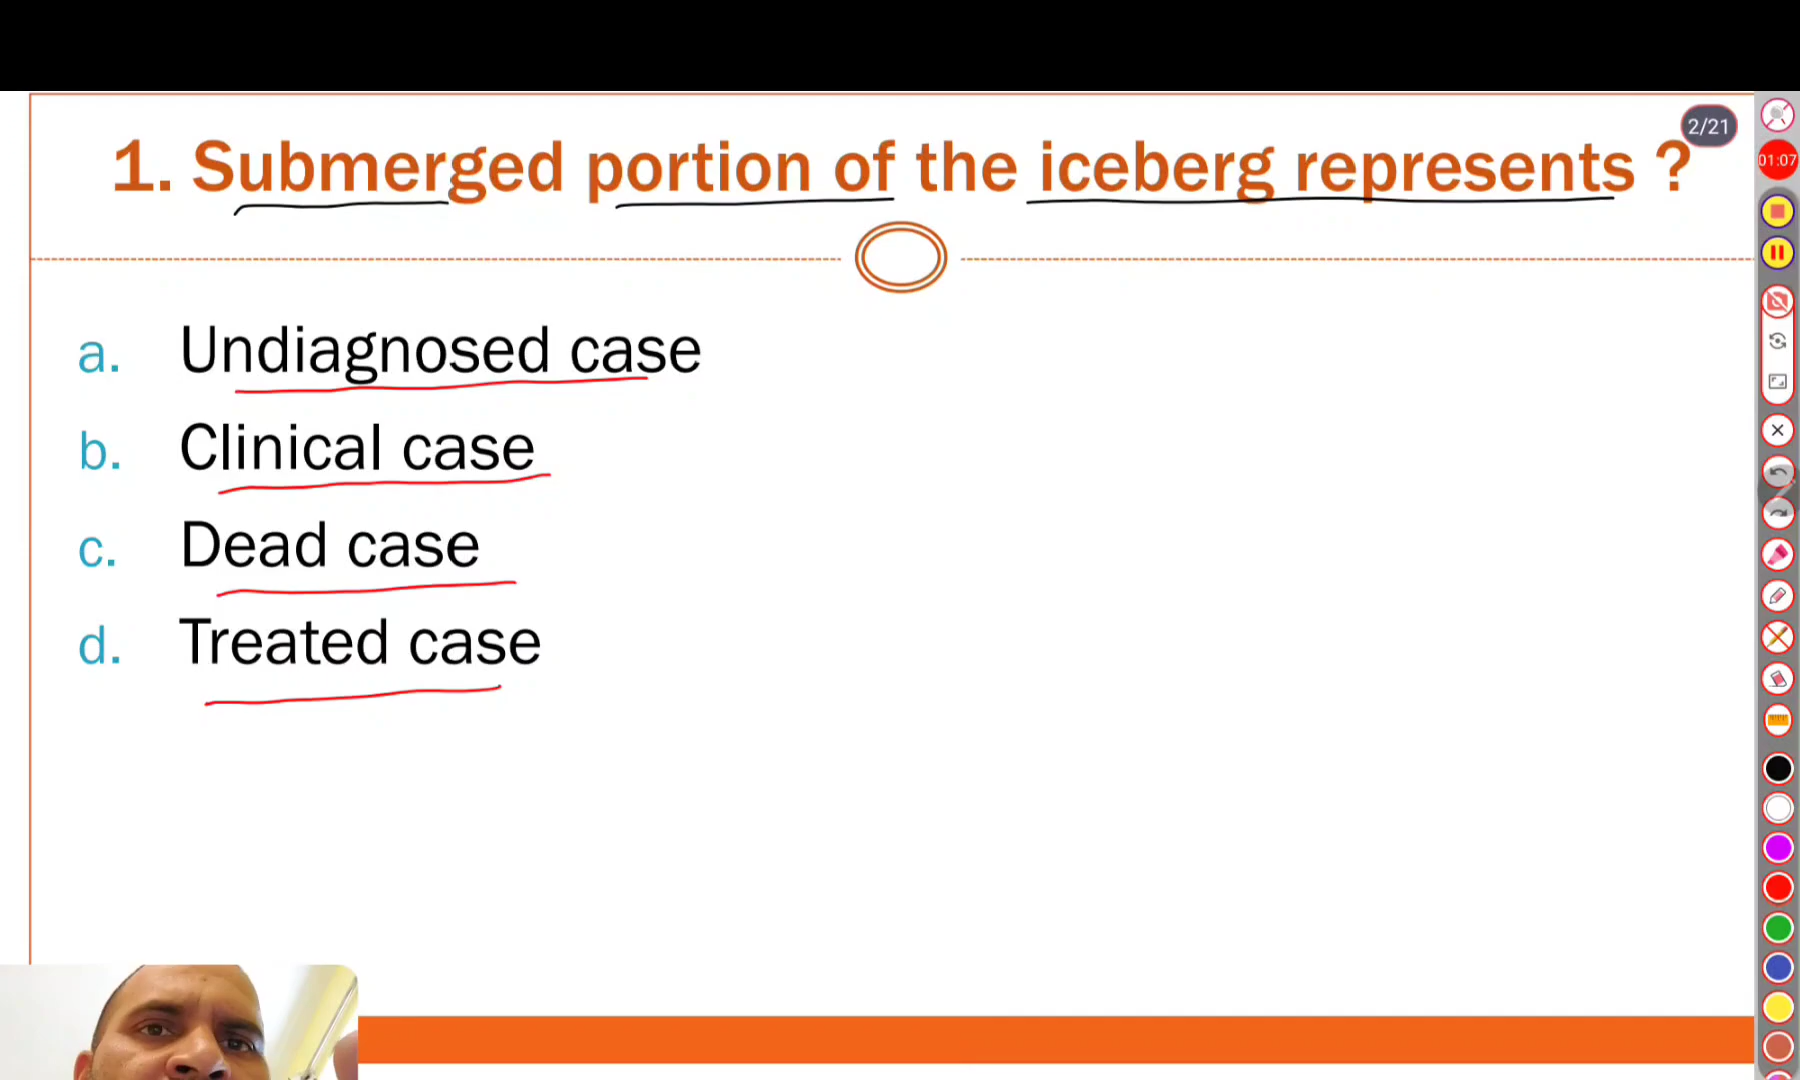 1. Submerged portion of the iceberg represents ?
2/21
01:07
a. Undiagnosed case
b. Clinical case
c. Dead case
d. Treated case